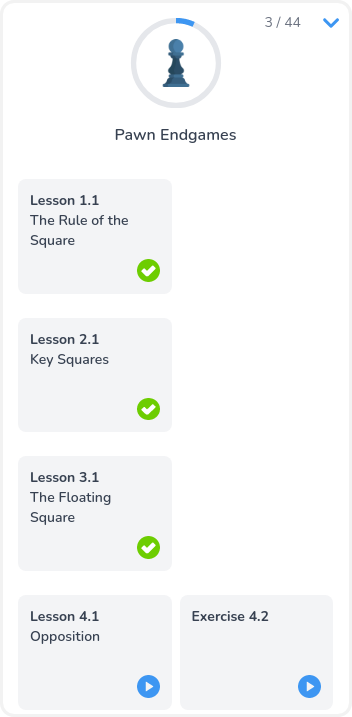 3 / 44
Pawn Endgames
Lesson 1.1
The Rule of the
Square
Lesson 2.1
Key Squares
Lesson 3.1
The Floating
Square
Lesson 4.1
Opposition
Exercise 4.2